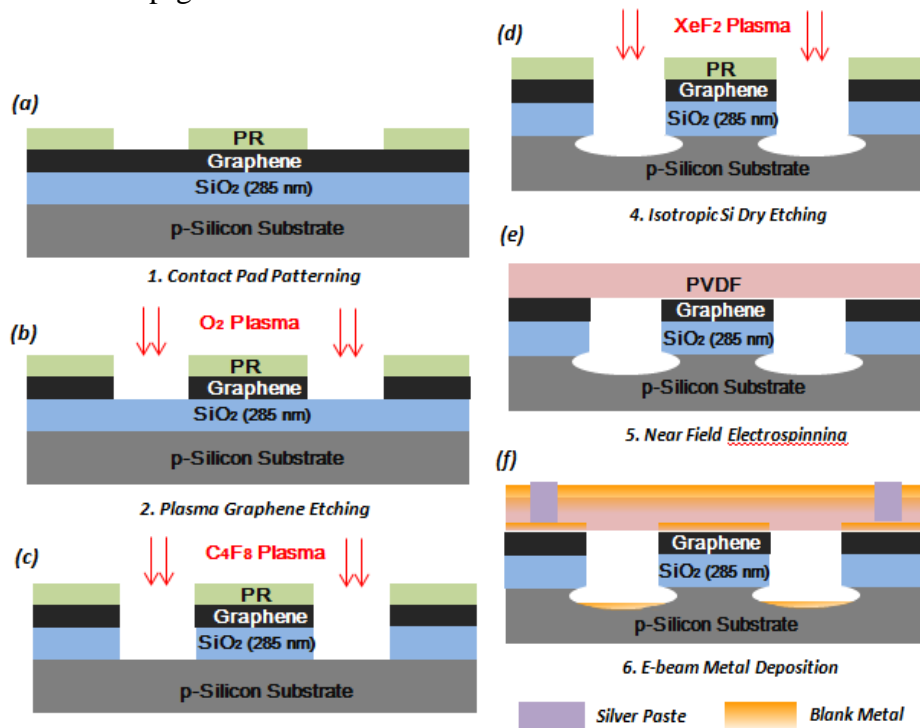 (a)
PR
Graphene
SiO₂ (285 nm)
p-Silicon Substrate
1. Contact Pad Patterning
(b)
O₂ Plasma
PR
Graphene
SiO₂ (285 nm)
p-Silicon Substrate
2. Plasma Graphene Etching
(c)
C₄F₈ Plasma
PR
Graphene
SiO₂ (285 nm)
p-Silicon Substrate
(d)
XeF₂ Plasma
PR
Graphene
SiO₂ (285 nm)
p-Silicon Substrate
4. Isotropic Si Dry Etching
(e)
PVDF
Graphene
SiO₂ (285 nm)
p-Silicon Substrate
5. Near Field Electrospinning
(f)
Graphene
SiO₂ (285 nm)
p-Silicon Substrate
6. E-beam Metal Deposition
Silver Paste
Blank Metal